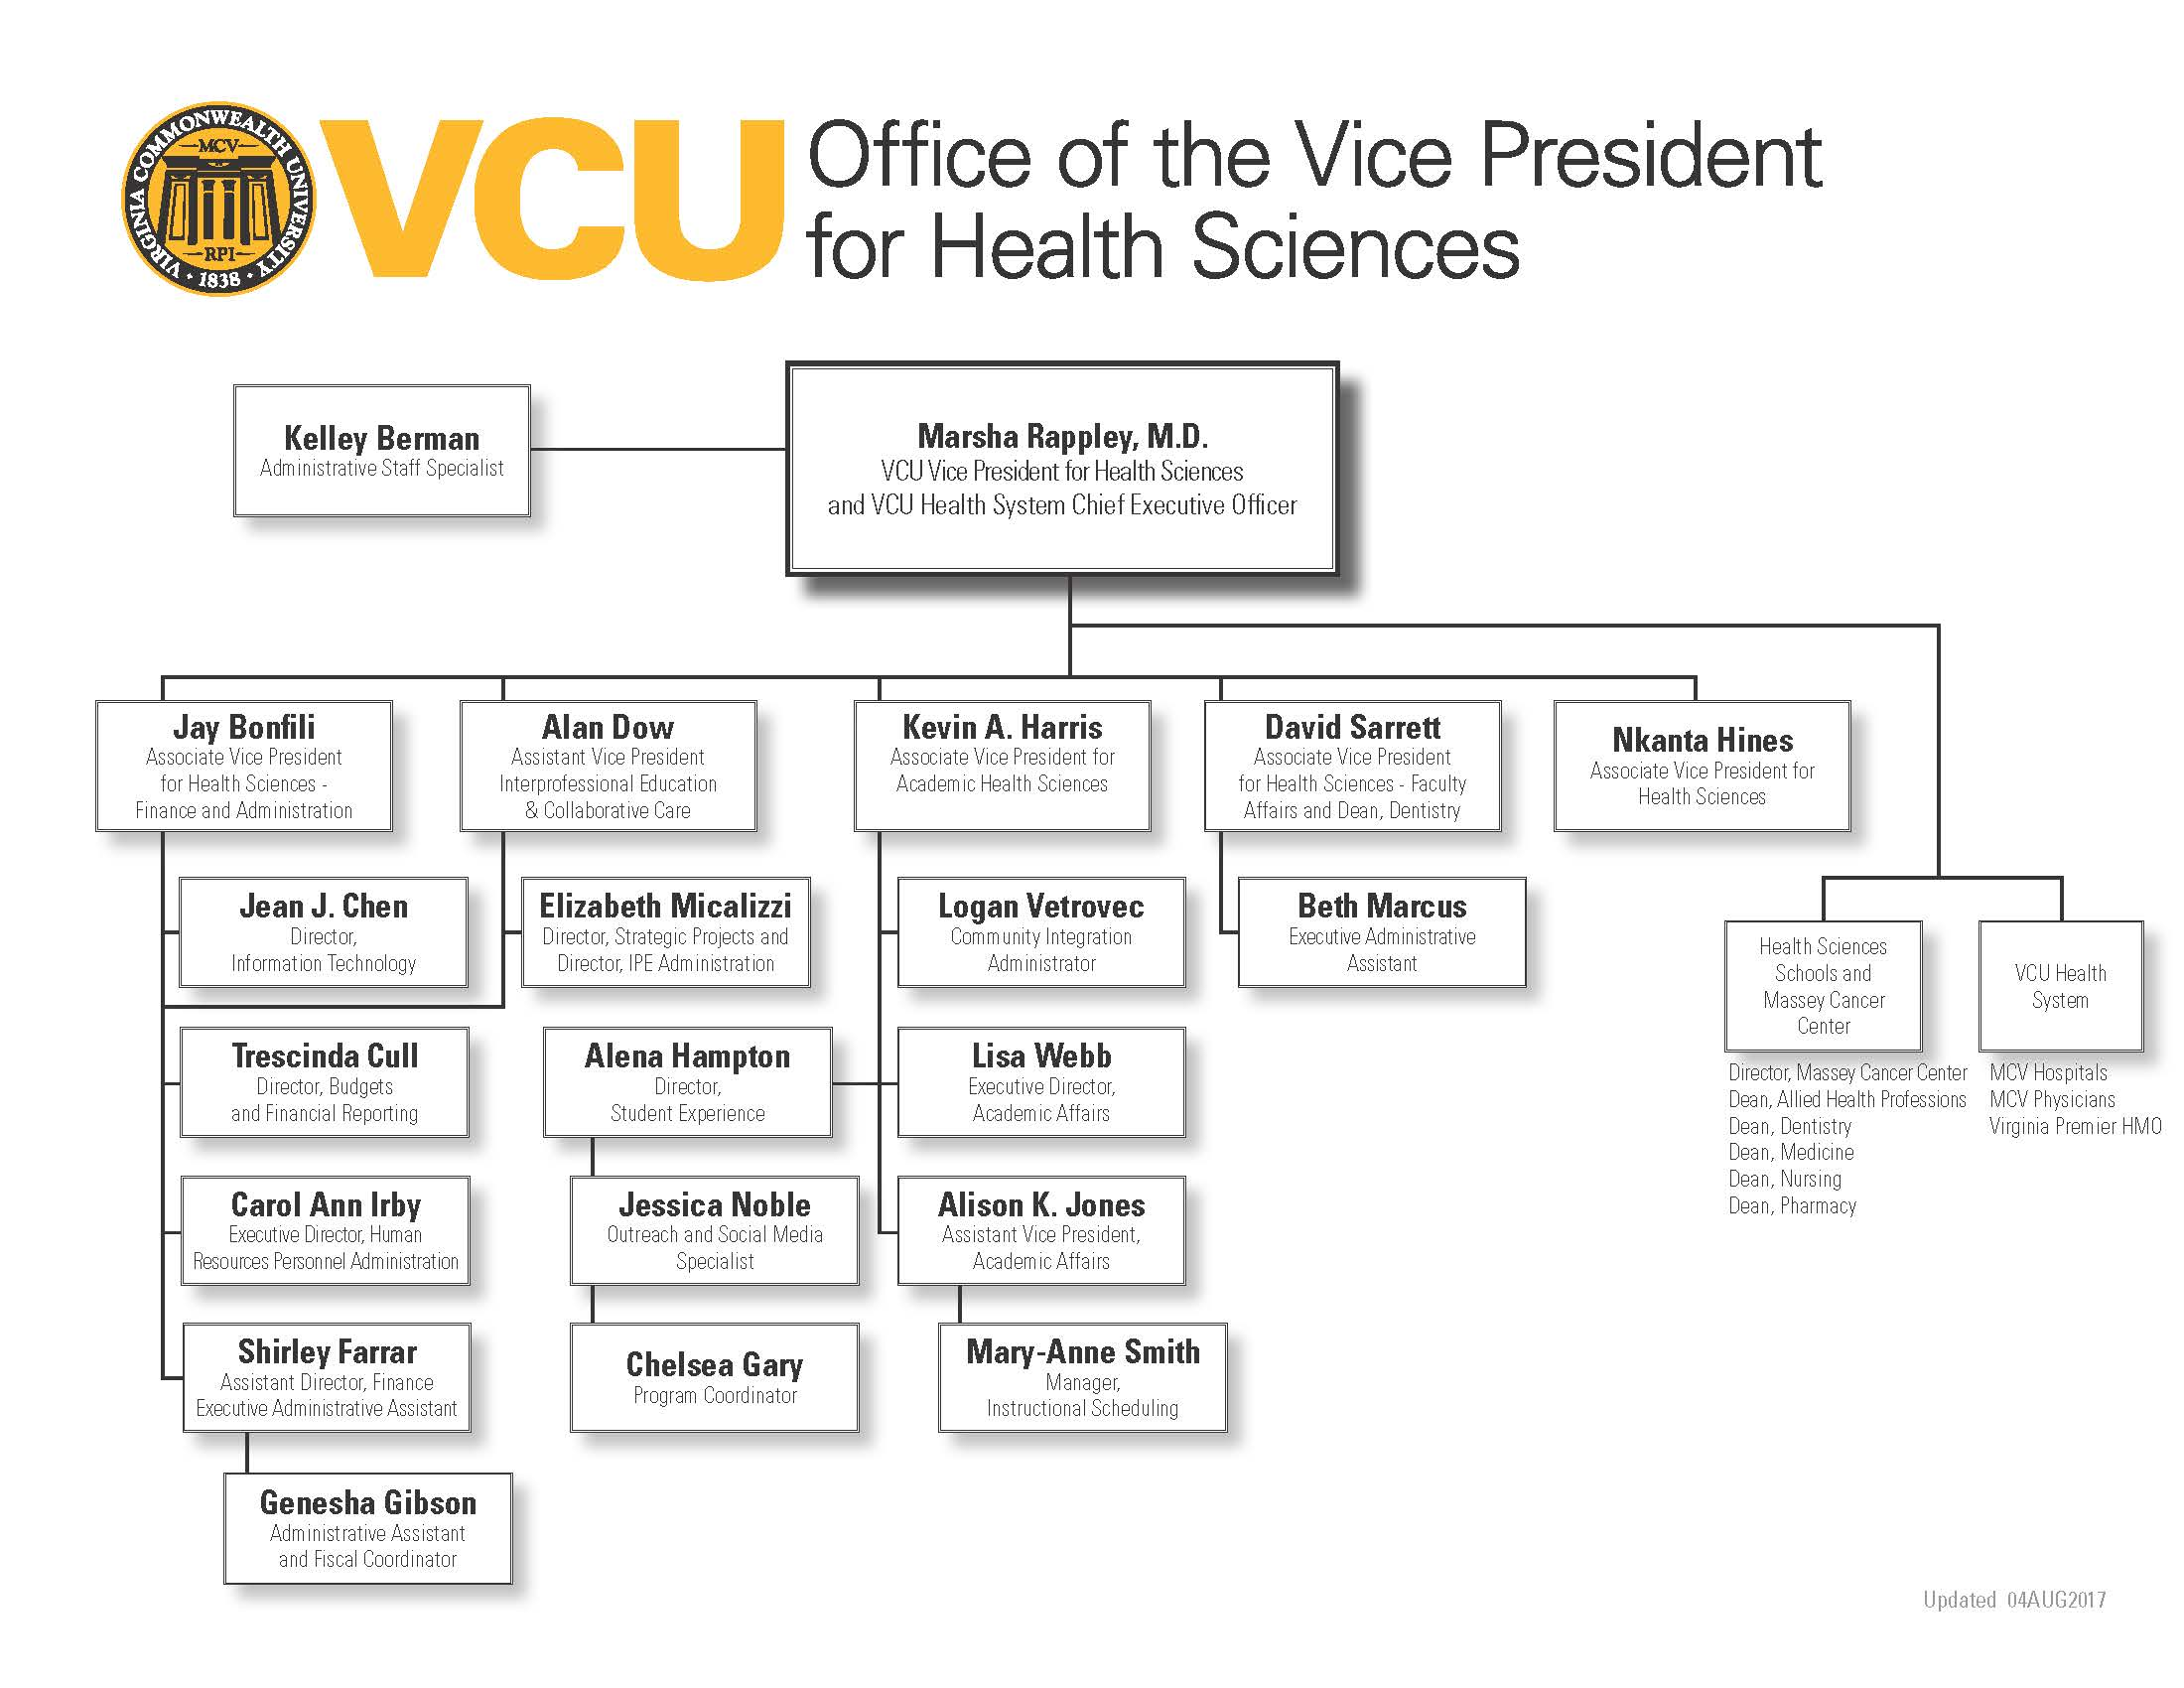 VIRGINIA COMMONWEALTH UNIVERSITY
MCV
RPI
· 1838 ·
VCU
Office of the Vice President
for Health Sciences
Kelley Berman
Administrative Staff Specialist
Marsha Rappley, M.D.
VCU Vice President for Health Sciences
and VCU Health System Chief Executive Officer
Jay Bonfili
Associate Vice President
for Health Sciences -
Finance and Administration
Alan Dow
Assistant Vice President
Interprofessional Education
& Collaborative Care
Kevin A. Harris
Associate Vice President for
Academic Health Sciences
David Sarrett
Associate Vice President
for Health Sciences - Faculty
Affairs and Dean, Dentistry
Nkanta Hines
Associate Vice President for
Health Sciences
Jean J. Chen
Director,
Information Technology
Elizabeth Micalizzi
Director, Strategic Projects and
Director, IPE Administration
Logan Vetrovec
Community Integration
Administrator
Beth Marcus
Executive Administrative
Assistant
Health Sciences
Schools and
Massey Cancer
Center
VCU Health
System
Trescinda Cull
Director, Budgets
and Financial Reporting
Alena Hampton
Director,
Student Experience
Lisa Webb
Executive Director,
Academic Affairs
Director, Massey Cancer Center
Dean, Allied Health Professions
Dean, Dentistry
Dean, Medicine
Dean, Nursing
Dean, Pharmacy
MCV Hospitals
MCV Physicians
Virginia Premier HMO
Carol Ann Irby
Executive Director, Human
Resources Personnel Administration
Jessica Noble
Outreach and Social Media
Specialist
Alison K. Jones
Assistant Vice President,
Academic Affairs
Shirley Farrar
Assistant Director, Finance
Executive Administrative Assistant
Chelsea Gary
Program Coordinator
Mary-Anne Smith
Manager,
Instructional Scheduling
Genesha Gibson
Administrative Assistant
and Fiscal Coordinator
Updated 04AUG2017